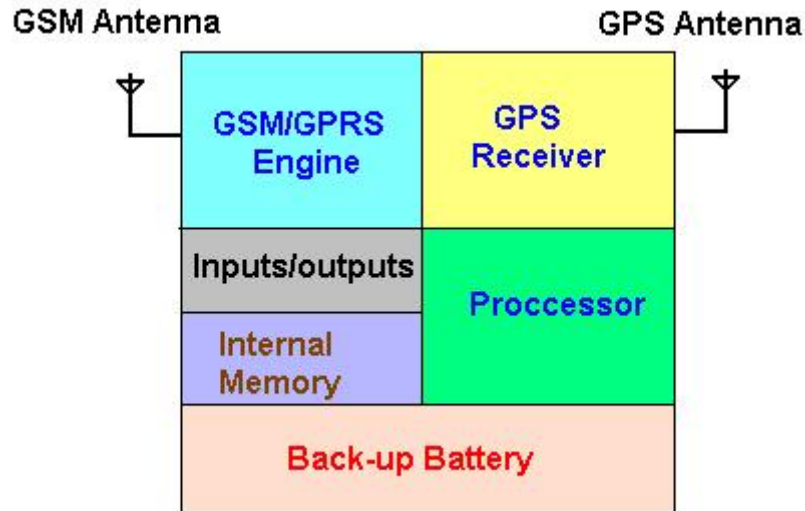 GSM Antenna
GPS Antenna
GSM/GPRS
Engine
GPS
Receiver
Inputs/outputs
Proccessor
Internal
Memory
Back-up Battery